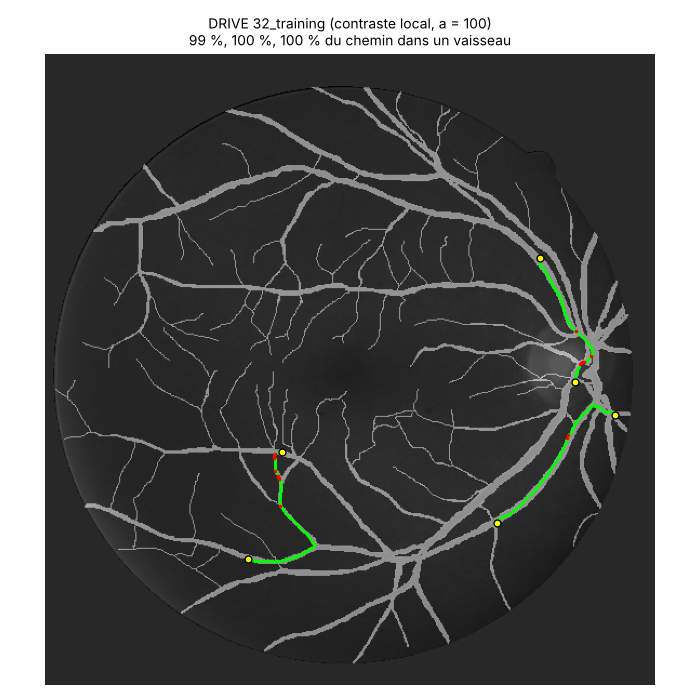 DRIVE 32_training (contraste local, a = 100)
99 %, 100 %, 100 % du chemin dans un vaisseau